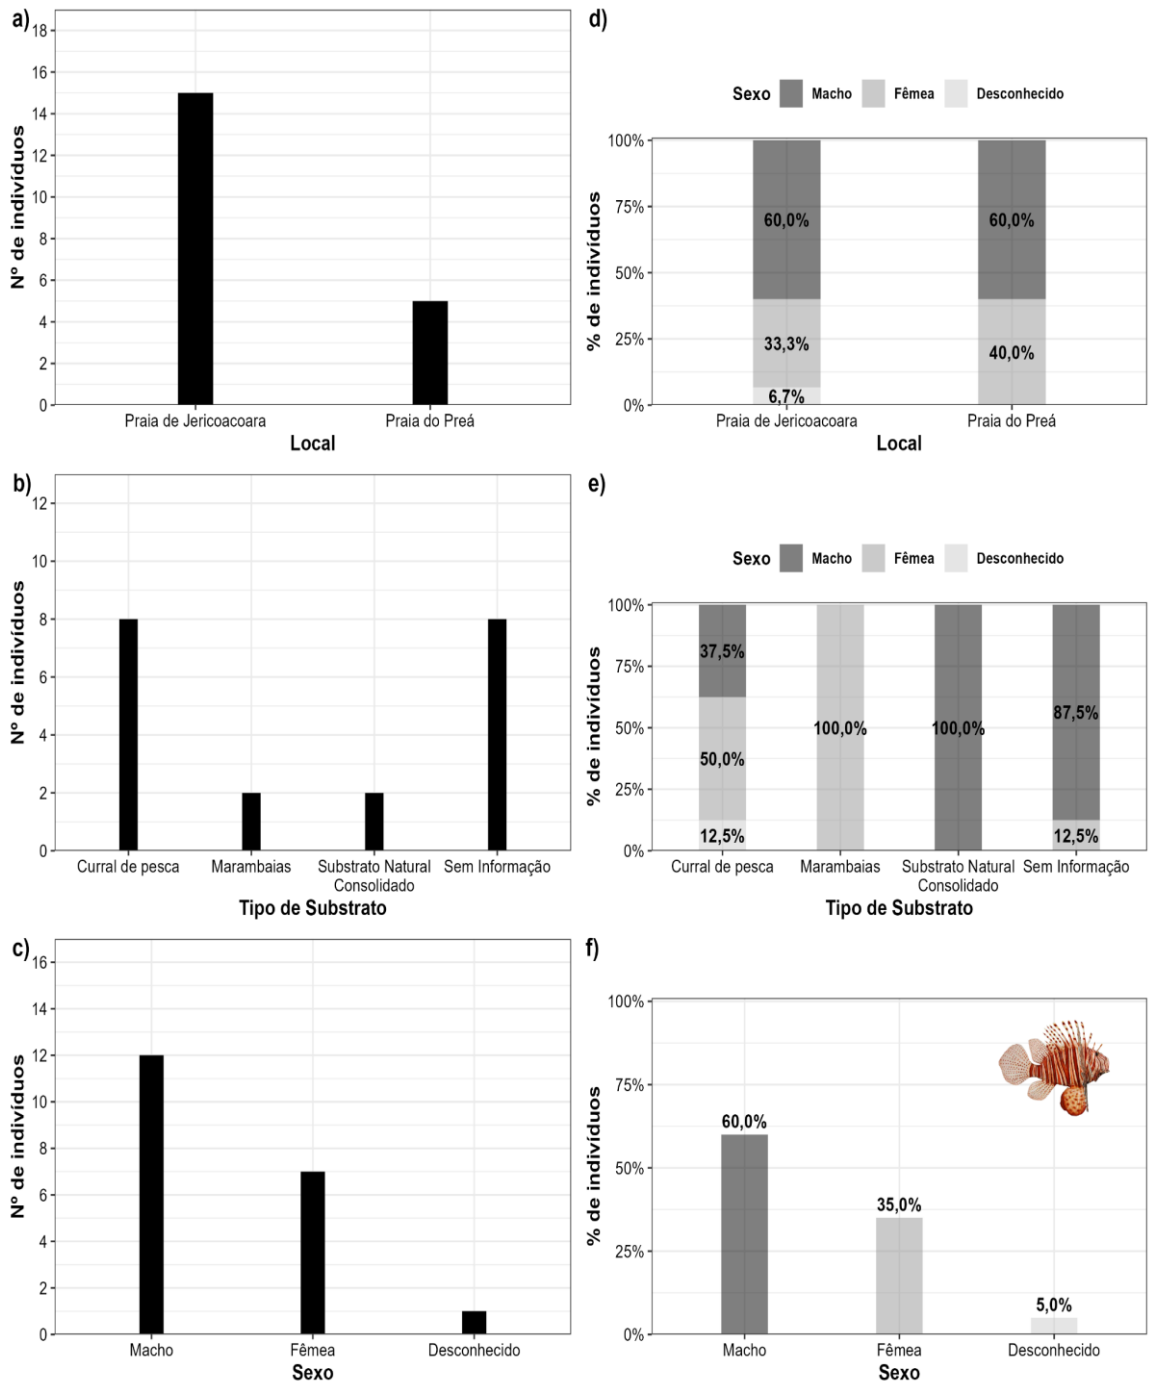 a)
18
16
14
12
10
8
6
4
2
0
Nº de indivíduos
Praia de Jericoacoara Praia do Preá
Local
d)
Sexo Macho Fêmea Desconhecido
100%
75%
50%
25%
0%
% de indivíduos
60,0% 60,0%
33,3% 40,0%
6,7%
Praia de Jericoacoara Praia do Preá
Local
b)
12
10
8
6
4
2
0
Nº de indivíduos
Curral de pesca Marambaias Substrato Natural Sem Informação
Consolidado
Tipo de Substrato
e)
Sexo Macho Fêmea Desconhecido
100%
75%
50%
25%
0%
% de indivíduos
37,5% 87,5%
100,0% 100,0%
50,0%
12,5% 12,5%
Curral de pesca Marambaias Substrato Natural Sem Informação
Consolidado
Tipo de Substrato
c)
16
14
12
10
8
6
4
2
0
Nº de indivíduos
Macho Fêmea Desconhecido
Sexo
f)
100%
75%
50%
25%
0%
% de indivíduos
60,0%
35,0%
5,0%
Macho Fêmea Desconhecido
Sexo